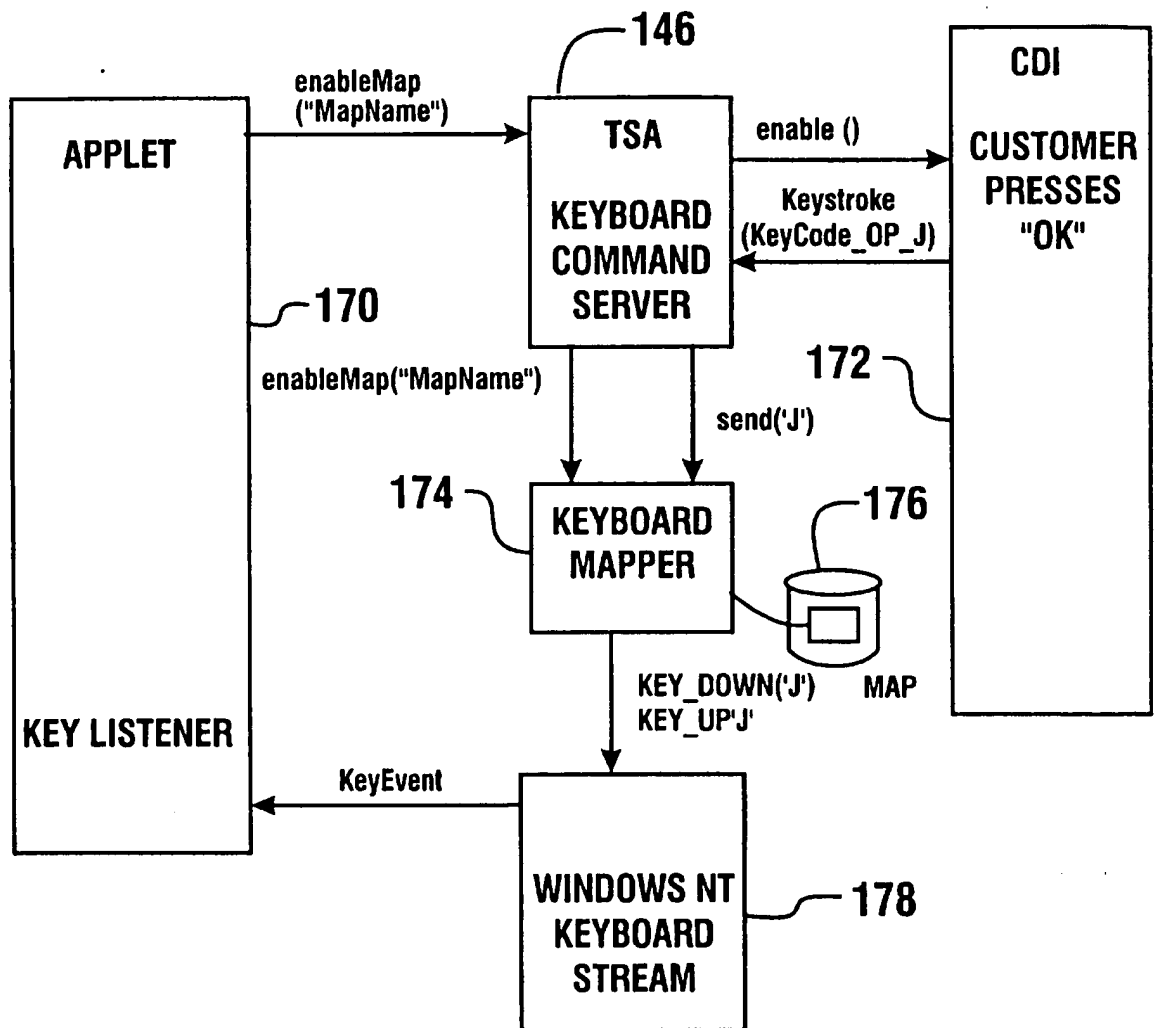 146
CDI
enableMap
("MapName")
APPLET
TSA
enable ()
CUSTOMER
PRESSES
"OK"
KEYBOARD
COMMAND
SERVER
Keystroke
(KeyCode_OP_J)
170
172
enableMap("MapName")
send('J')
174
KEYBOARD
MAPPER
176
KEY_DOWN('J')
KEY_UP'J'
MAP
KEY LISTENER
KeyEvent
WINDOWS NT
KEYBOARD
STREAM
178